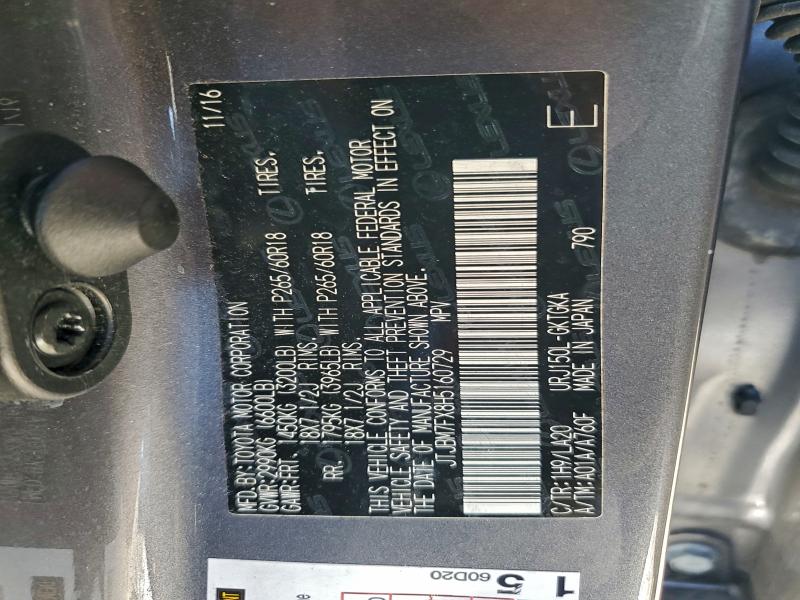 MFD.BY:TOYOTA MOTOR CORPORATION 11/16
GVWR:2990KG (6600LB)
GAWR:FRT. 1450KG (3200LB) WITH P265/60R18 TIRES.
18X7 1/2J RIMS.
RR. 1795KG (3965LB) WITH P265/60R18 TIRES.
18X7 1/2J RIMS.
THIS VEHICLE CONFORMS TO ALL APPLICABLE FEDERAL MOTOR
VEHICLE SAFETY AND THEFT PREVENTION STANDARDS IN EFFECT ON
THE DATE OF MANUFACTURE SHOWN ABOVE.
JTJBM7FX8H5160729 MPV
C/TR:1H9/LA20 URJ150L-GKTGKA
A/TM:A01A/A760F MADE IN JAPAN 790
E
LEXUS
1
5
60D20